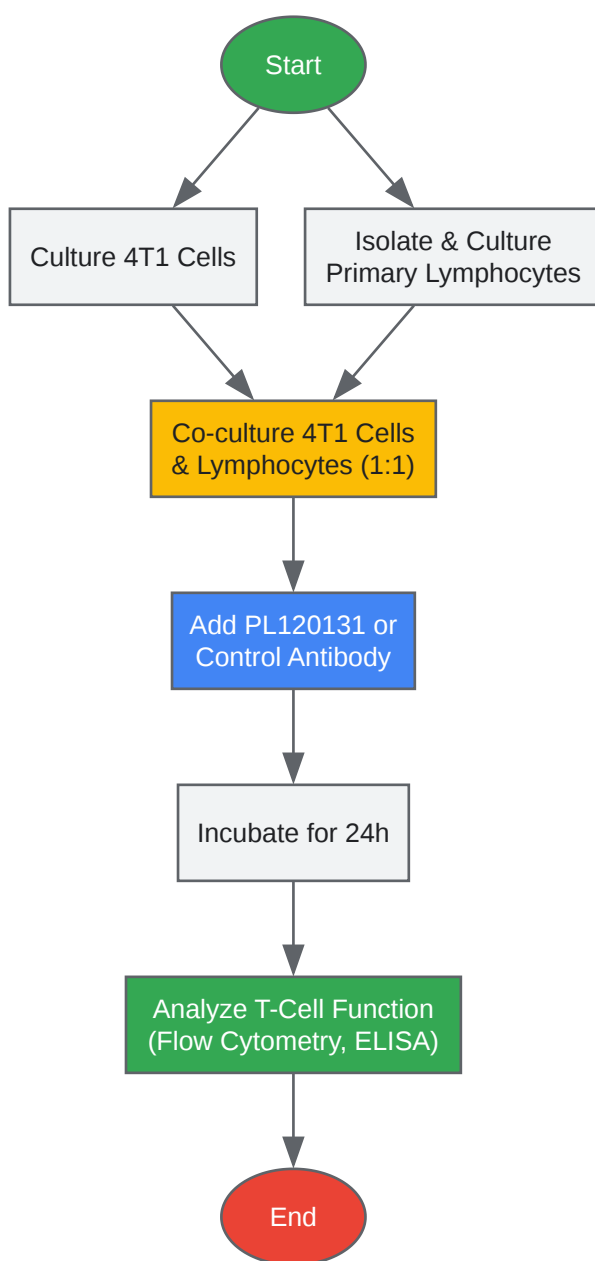 Start
Culture 4T1 Cells
Isolate & Culture
Primary Lymphocytes
Co-culture 4T1 Cells
& Lymphocytes (1:1)
Add PL120131 or
Control Antibody
Incubate for 24h
Analyze T-Cell Function
(Flow Cytometry, ELISA)
End